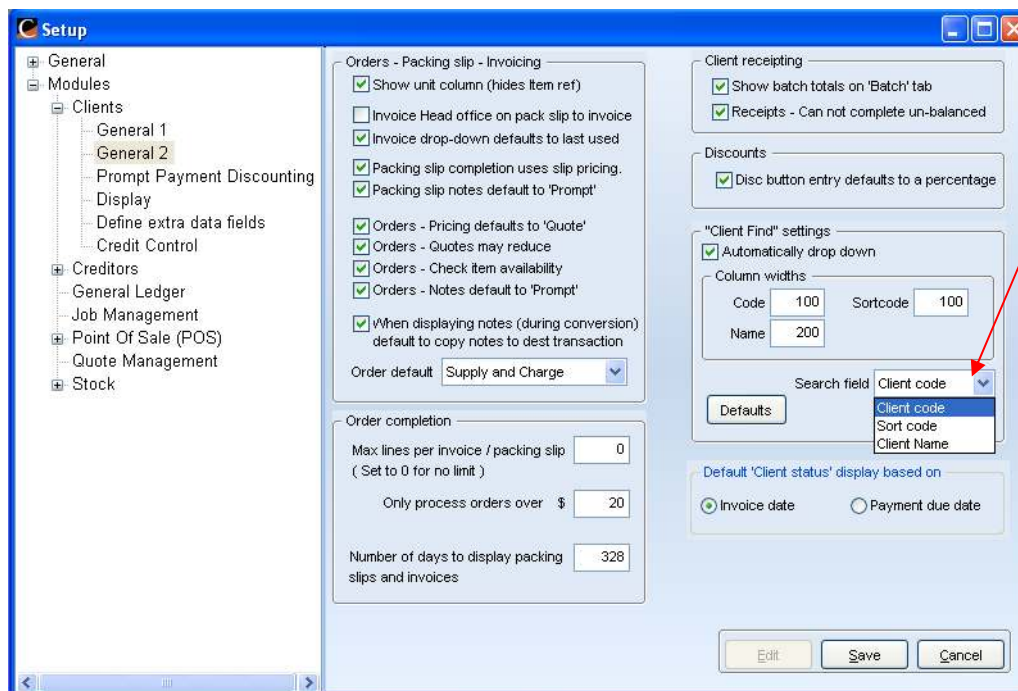 Setup
General
Modules
Clients
General 1
General 2
Prompt Payment Discounting
Display
Define extra data fields
Credit Control
Creditors
General Ledger
Job Management
Point Of Sale (POS)
Quote Management
Stock
Orders - Packing slip - Invoicing
Show unit column (hides Item ref)
Invoice Head office on pack slip to invoice
Invoice drop-down defaults to last used
Packing slip completion uses slip pricing.
Packing slip notes default to 'Prompt'
Orders - Pricing defaults to 'Quote'
Orders - Quotes may reduce
Orders - Check item availability
Orders - Notes default to 'Prompt'
When displaying notes (during conversion)
default to copy notes to dest transaction
Order default Supply and Charge
Order completion
Max lines per invoice / packing slip 0
( Set to 0 for no limit )
Only process orders over $ 20
Number of days to display packing 328
slips and invoices
Client receipting
Show batch totals on 'Batch' tab
Receipts - Can not complete un-balanced
Discounts
Disc button entry defaults to a percentage
"Client Find" settings
Automatically drop down
Column widths
Code 100 Sortcode 100
Name 200
Search field Client code
Defaults
Client code
Sort code
Client Name
Default 'Client status' display based on
Invoice date Payment due date
Edit Save Cancel